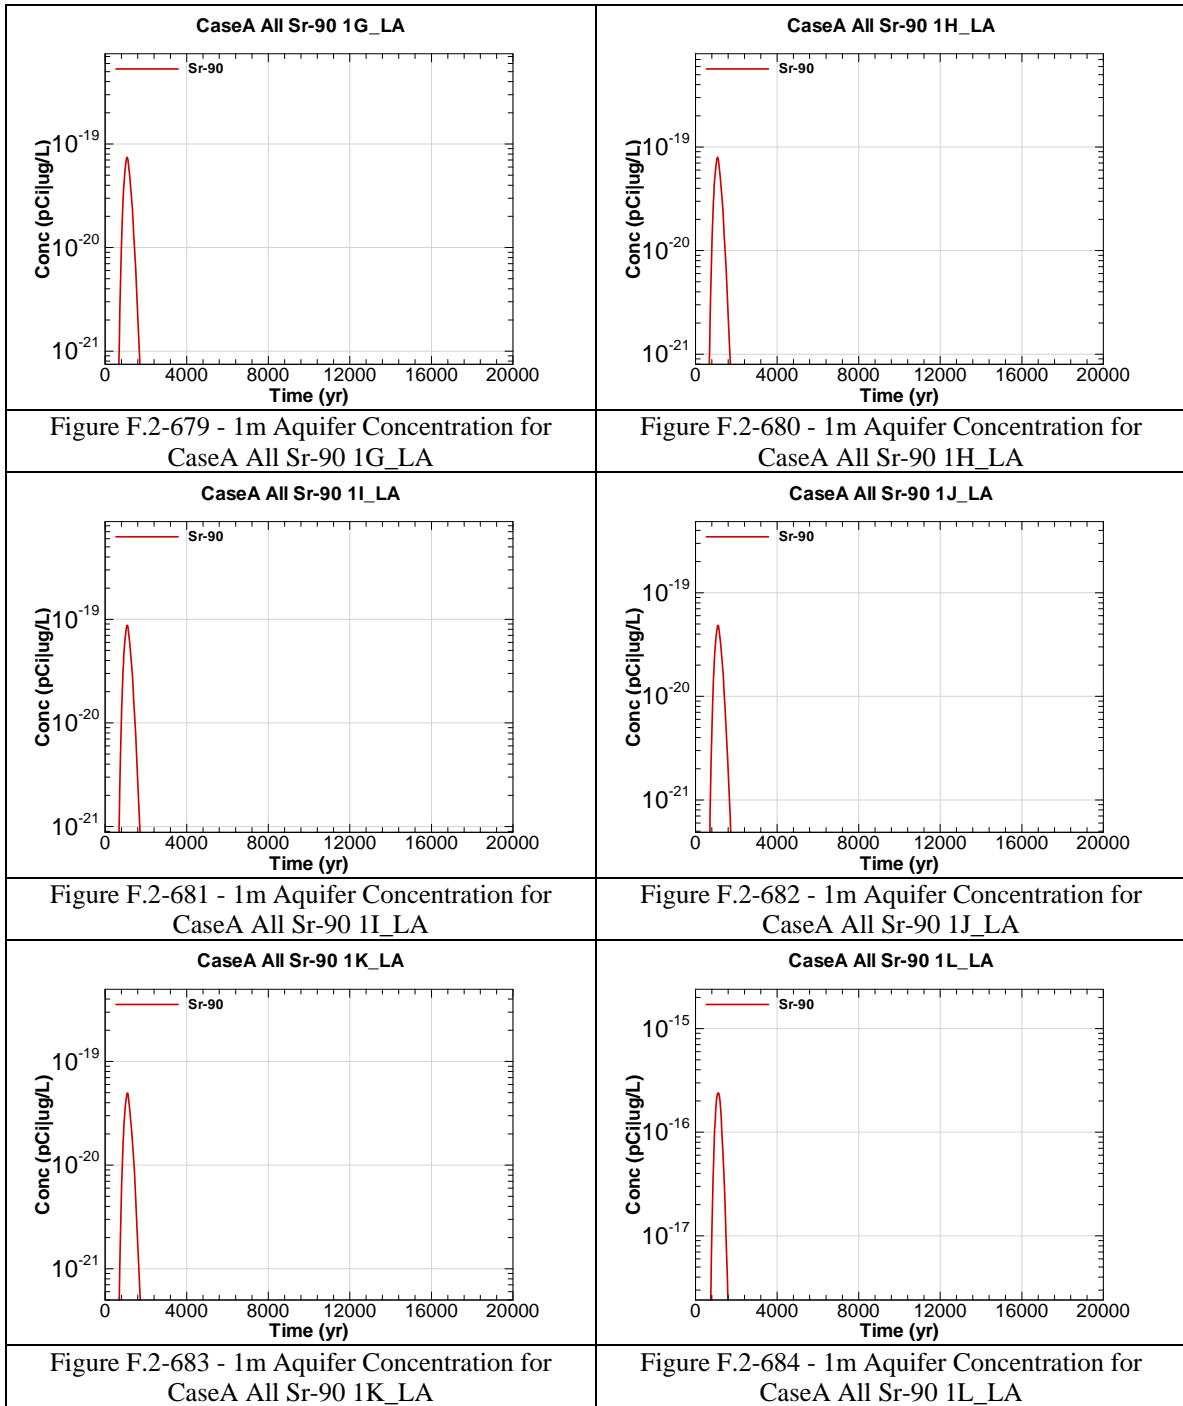 CaseA All Sr-90 1G_LA
Sr-90
Conc (pCi|ug/L)
10-19
10-20
10-21
0 4000 8000 12000 16000 20000
Time (yr)
Figure F.2-679 - 1m Aquifer Concentration for
CaseA All Sr-90 1G_LA
CaseA All Sr-90 1H_LA
Sr-90
Conc (pCi|ug/L)
10-19
10-20
10-21
0 4000 8000 12000 16000 20000
Time (yr)
Figure F.2-680 - 1m Aquifer Concentration for
CaseA All Sr-90 1H_LA
CaseA All Sr-90 1I_LA
Sr-90
Conc (pCi|ug/L)
10-19
10-20
10-21
0 4000 8000 12000 16000 20000
Time (yr)
Figure F.2-681 - 1m Aquifer Concentration for
CaseA All Sr-90 1I_LA
CaseA All Sr-90 1J_LA
Sr-90
Conc (pCi|ug/L)
10-19
10-20
10-21
0 4000 8000 12000 16000 20000
Time (yr)
Figure F.2-682 - 1m Aquifer Concentration for
CaseA All Sr-90 1J_LA
CaseA All Sr-90 1K_LA
Sr-90
Conc (pCi|ug/L)
10-19
10-20
10-21
0 4000 8000 12000 16000 20000
Time (yr)
Figure F.2-683 - 1m Aquifer Concentration for
CaseA All Sr-90 1K_LA
CaseA All Sr-90 1L_LA
Sr-90
Conc (pCi|ug/L)
10-15
10-16
10-17
0 4000 8000 12000 16000 20000
Time (yr)
Figure F.2-684 - 1m Aquifer Concentration for
CaseA All Sr-90 1L_LA